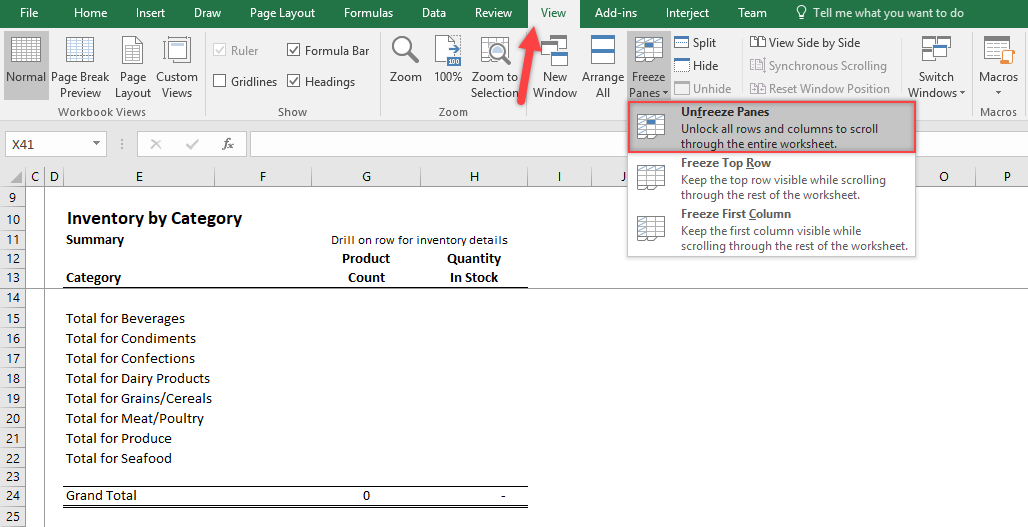 File Home Insert Draw Page Layout Formulas Data Review View Add-ins Interject Team Tell me what you want to do
Normal Page Break Preview Page Layout Custom Views
Workbook Views
Ruler Formula Bar
Gridlines Headings
Show
Zoom 100% Zoom to Selection
Zoom
New Window Arrange All Freeze Panes
Split
Hide
Unhide
View Side by Side
Synchronous Scrolling
Reset Window Position
Switch Windows
Macros
Macros
Unfreeze Panes
Unlock all rows and columns to scroll
through the entire worksheet.
Freeze Top Row
Keep the top row visible while scrolling
through the rest of the worksheet.
Freeze First Column
Keep the first column visible while
scrolling through the rest of the worksheet.
X41 fx
C D E F G H I J O P
9
10 Inventory by Category
11 Summary Drill on row for inventory details
12 Product Quantity
13 Category Count In Stock
14
15 Total for Beverages
16 Total for Condiments
17 Total for Confections
18 Total for Dairy Products
19 Total for Grains/Cereals
20 Total for Meat/Poultry
21 Total for Produce
22 Total for Seafood
23
24 Grand Total 0 -
25